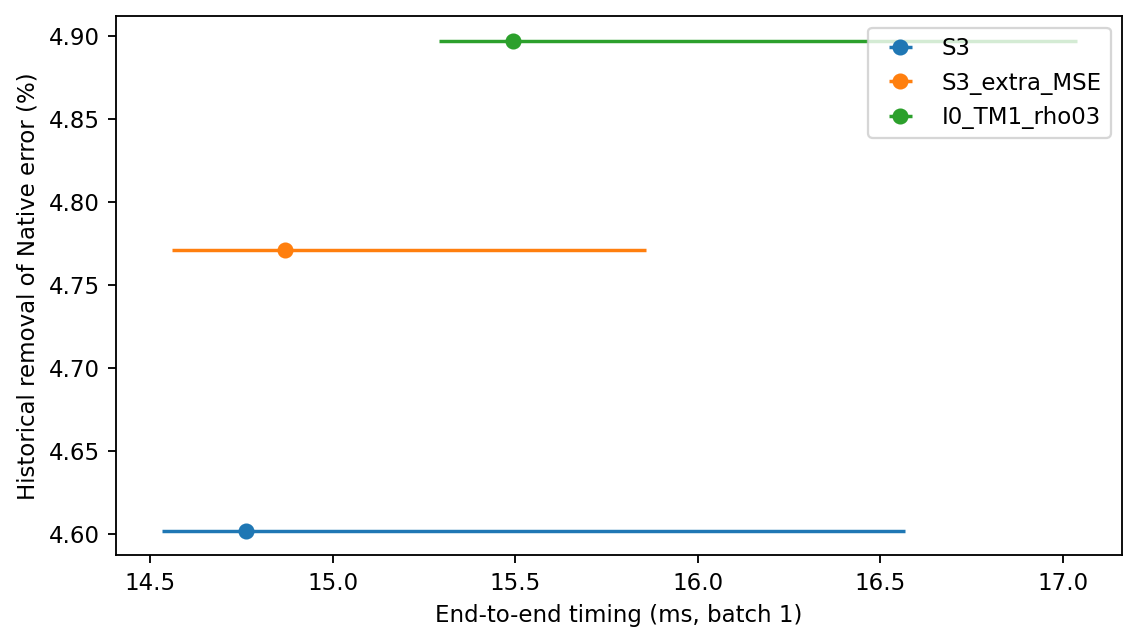 4.90
4.85
4.80
4.75
4.70
4.65
4.60
Historical removal of Native error (%)
S3
S3_extra_MSE
I0_TM1_rho03
14.5 15.0 15.5 16.0 16.5 17.0
End-to-end timing (ms, batch 1)